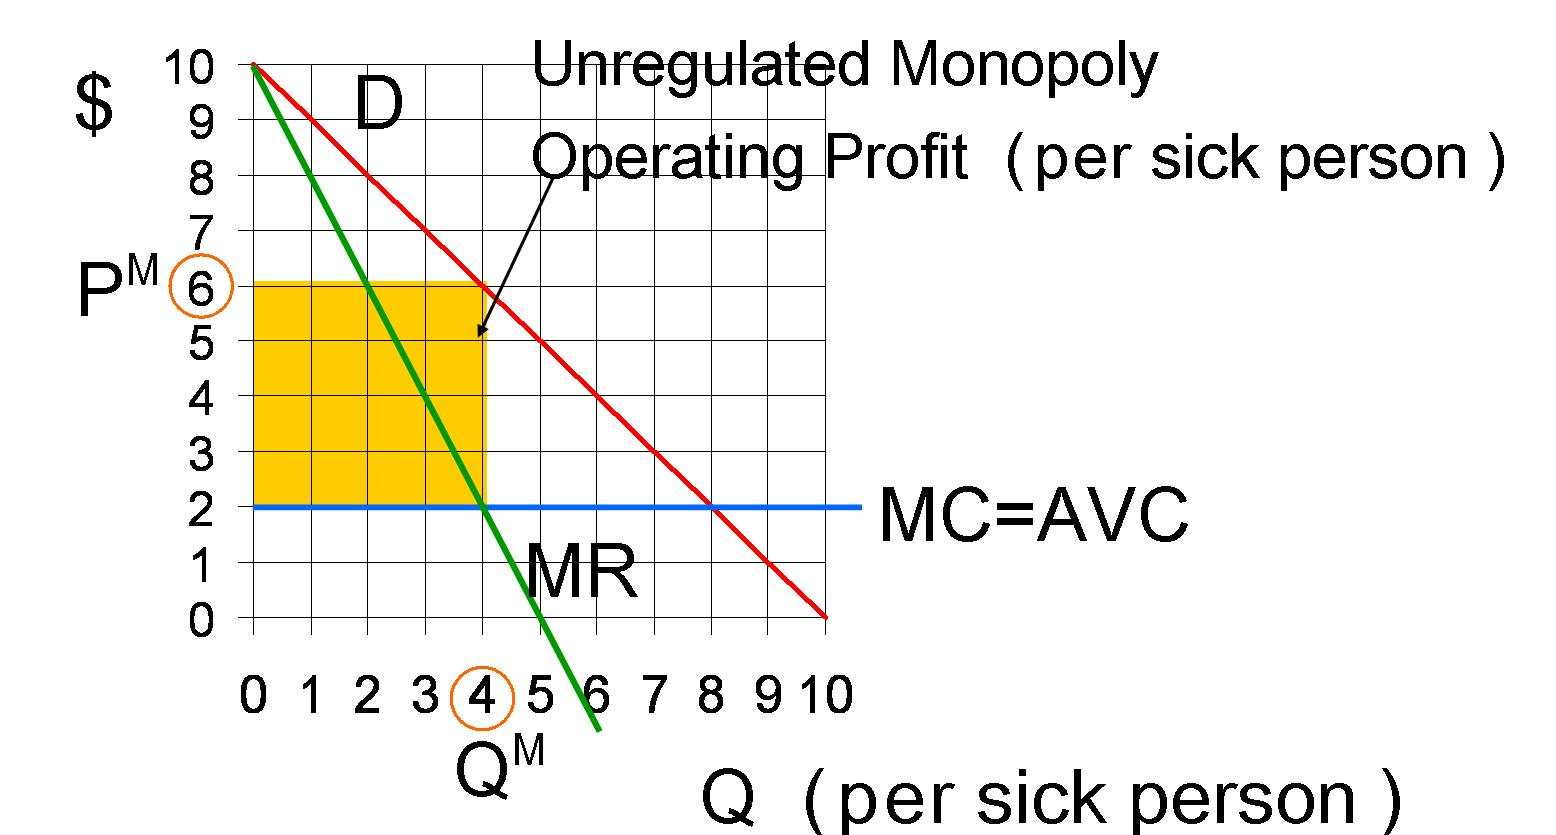 Unregulated Monopoly
Operating Profit (per sick person )
$
D
10
9
8
7
6
5
4
3
2
1
0
P^M
MC=AVC
MR
0 1 2 3 4 5 6 7 8 9 10
Q^M
Q (per sick person )